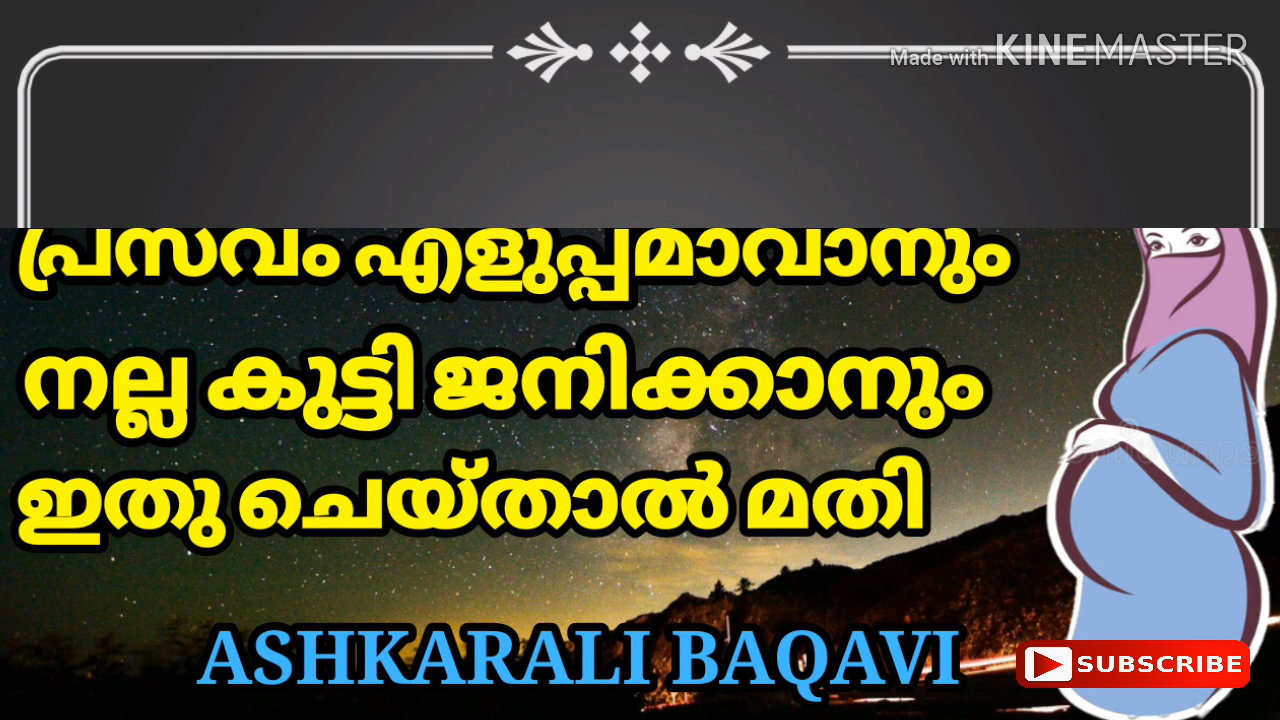 Made with KINEMASTER
പ്രസവം എളുപ്പമാവാനും
നല്ല കുട്ടി ജനിക്കാനും
ഇതു ചെയ്താൽ മതി
ASHKARALI BAQAVI
SUBSCRIBE